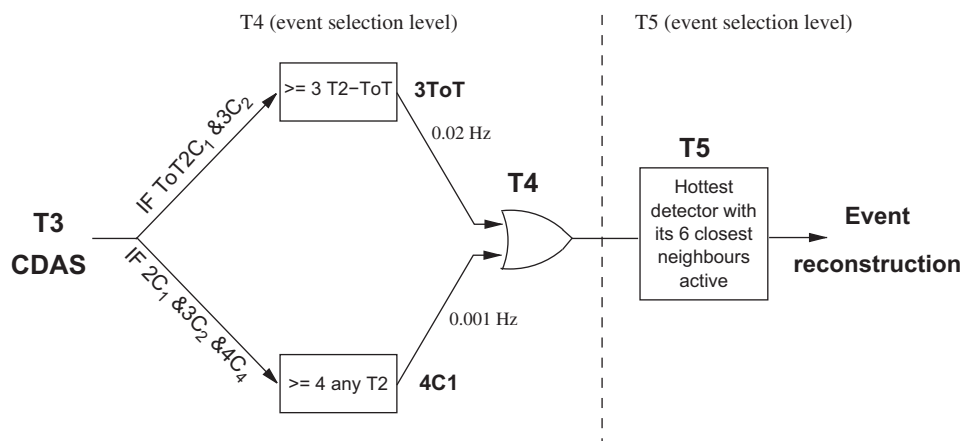 T4 (event selection level)
T5 (event selection level)
>= 3 T2−ToT
3ToT
IF ToT2C₁ &3C₂
0.02 Hz
T3
CDAS
T4
T5
Hottest
detector with
its 6 closest
neighbours
active
Event
reconstruction
IF 2C₁ &3C₂ &4C₄
0.001 Hz
>= 4 any T2
4C1